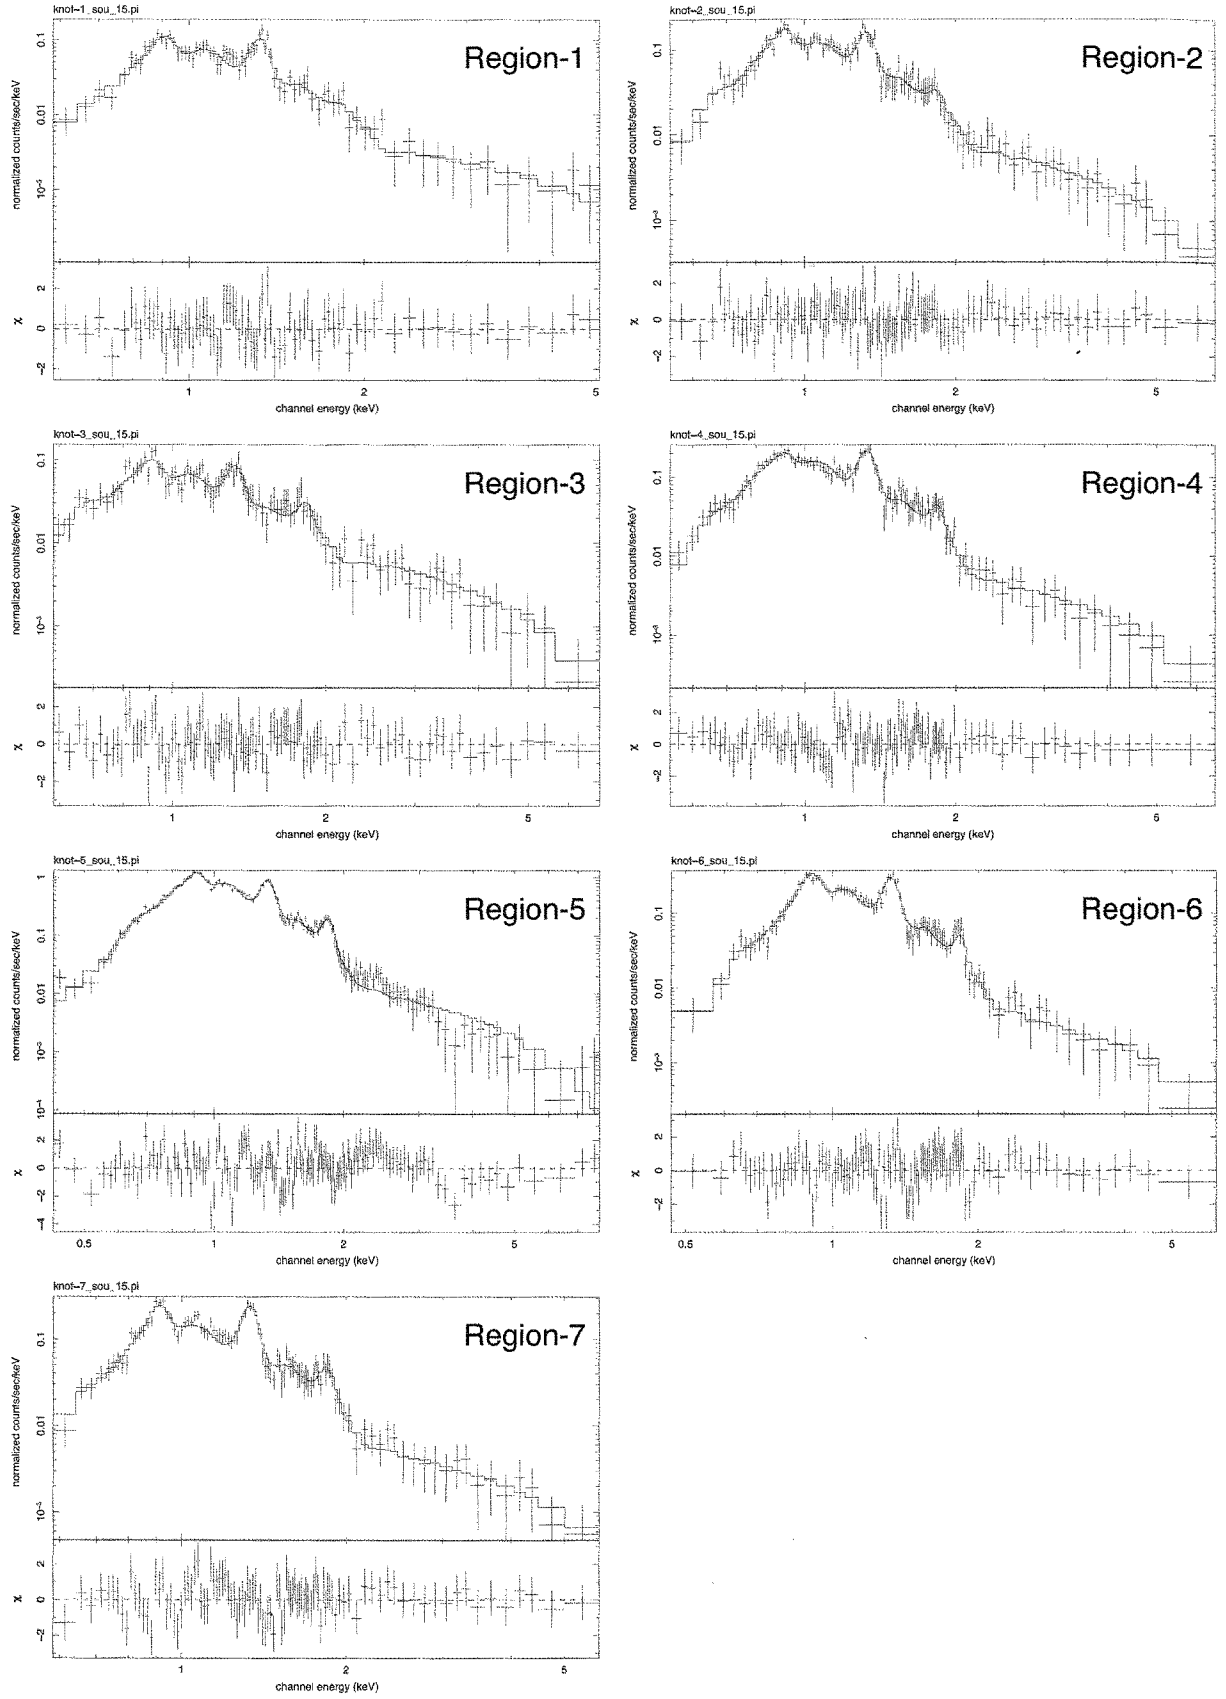 knot-1_sou_15.pi
Region-1
normalized counts/sec/keV
0.1
0.01
10⁻³
χ
2
0
−2
1
2
5
channel energy (keV)
knot-2_sou_15.pi
Region-2
normalized counts/sec/keV
0.1
0.01
10⁻³
χ
2
0
−2
1
2
5
channel energy (keV)
knot-3_sou_15.pi
Region-3
normalized counts/sec/keV
0.1
0.01
10⁻³
χ
2
0
−2
1
2
5
channel energy (keV)
knot-4_sou_15.pi
Region-4
normalized counts/sec/keV
0.1
0.01
10⁻³
χ
2
0
−2
1
2
5
channel energy (keV)
knot-5_sou_15.pi
Region-5
normalized counts/sec/keV
1
0.1
0.01
10⁻³
10⁻⁴
χ
2
0
−2
−4
0.5
1
2
5
channel energy (keV)
knot-6_sou_15.pi
Region-6
normalized counts/sec/keV
0.1
0.01
10⁻³
χ
2
0
−2
0.5
1
2
5
channel energy (keV)
knot-7_sou_15.pi
Region-7
normalized counts/sec/keV
0.1
0.01
10⁻³
χ
2
0
−2
1
2
5
channel energy (keV)